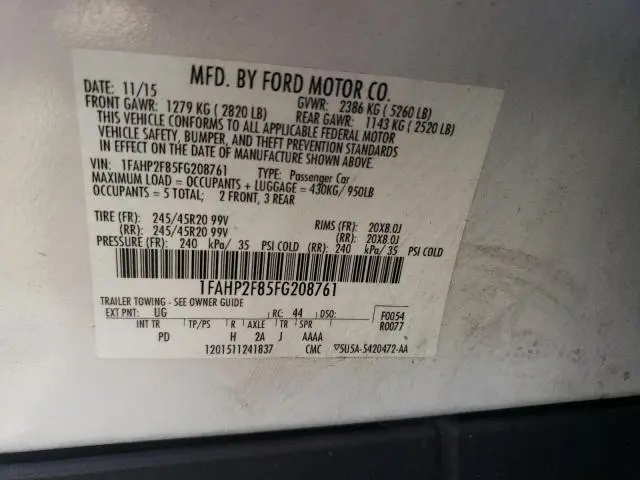 MFD. BY FORD MOTOR CO.
DATE: 11/15 GVWR: 2386 KG ( 5260 LB)
FRONT GAWR: 1279 KG ( 2820 LB) REAR GAWR: 1143 KG ( 2520 LB)
THIS VEHICLE CONFORMS TO ALL APPLICABLE FEDERAL MOTOR
VEHICLE SAFETY, BUMPER, AND THEFT PREVENTION STANDARDS
IN EFFECT ON THE DATE OF MANUFACTURE SHOWN ABOVE.
VIN: 1FAHP2F85FG208761 TYPE: Passenger Car
MAXIMUM LOAD = OCCUPANTS + LUGGAGE = 430KG/950LB
OCCUPANTS = 5 TOTAL; 2 FRONT, 3 REAR
TIRE (FR): 245/45R20 99V RIMS (FR): 20X8.0J
(RR): 245/45R20 99V (RR): 20X8.0J
PRESSURE (FR): 240 kPa/ 35 PSI COLD (RR): 240 kPa/ 35 PSI COLD
1FAHP2F85FG208761
TRAILER TOWING - SEE OWNER GUIDE
EXT PNT: UG RC: 44 DSO: F0054
R0077
INT TR TP/PS R AXLE TR SPR
PD H 2A J AAAA
1201511241837 CMC 5U5A-5420472-AA